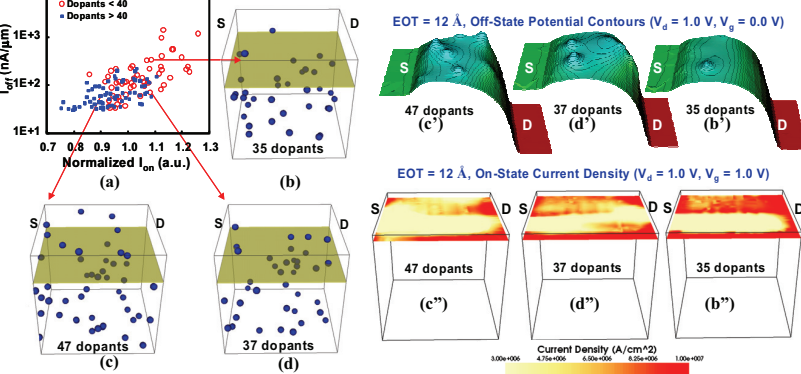 Dopants < 40
Dopants > 40
I_off (nA/µm)
1E+3
1E+2
1E+1
0.7 0.8 0.9 1.0 1.1 1.2 1.3
Normalized I_on (a.u.)
(a)
S
D
35 dopants
(b)
S
D
47 dopants
(c)
S
D
37 dopants
(d)
EOT = 12 Å, Off-State Potential Contours (V_d = 1.0 V, V_g = 0.0 V)
S
D
47 dopants
37 dopants
35 dopants
(c’)
(d’)
(b’)
EOT = 12 Å, On-State Current Density (V_d = 1.0 V, V_g = 1.0 V)
S D
S D
S D
47 dopants
37 dopants
35 dopants
(c”)
(d”)
(b”)
Current Density (A/cm^2)
3.00e+006 4.75e+006 6.50e+006 8.25e+006 1.00e+007